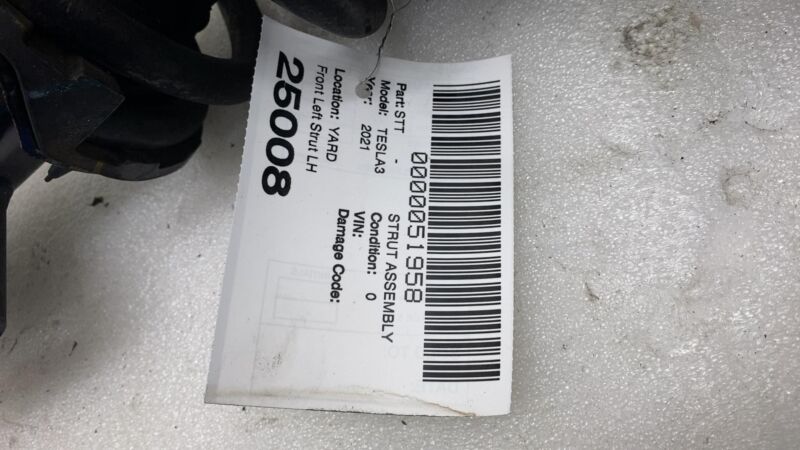 0000051958
Part: STT - STRUT ASSEMBLY
Model: TESLA3 Condition: 0
Year: 2021 VIN:
Damage Code:
Location: YARD
Front Left Strut LH
25008